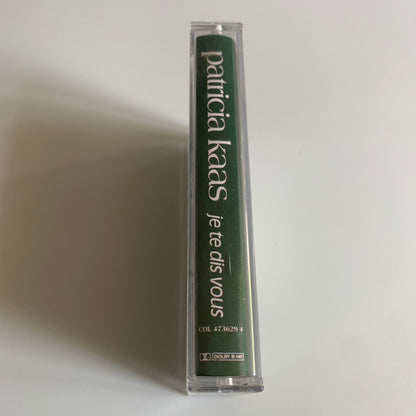 patricia kaas je te dis vous
COL 473629 4
DOLBY B NR